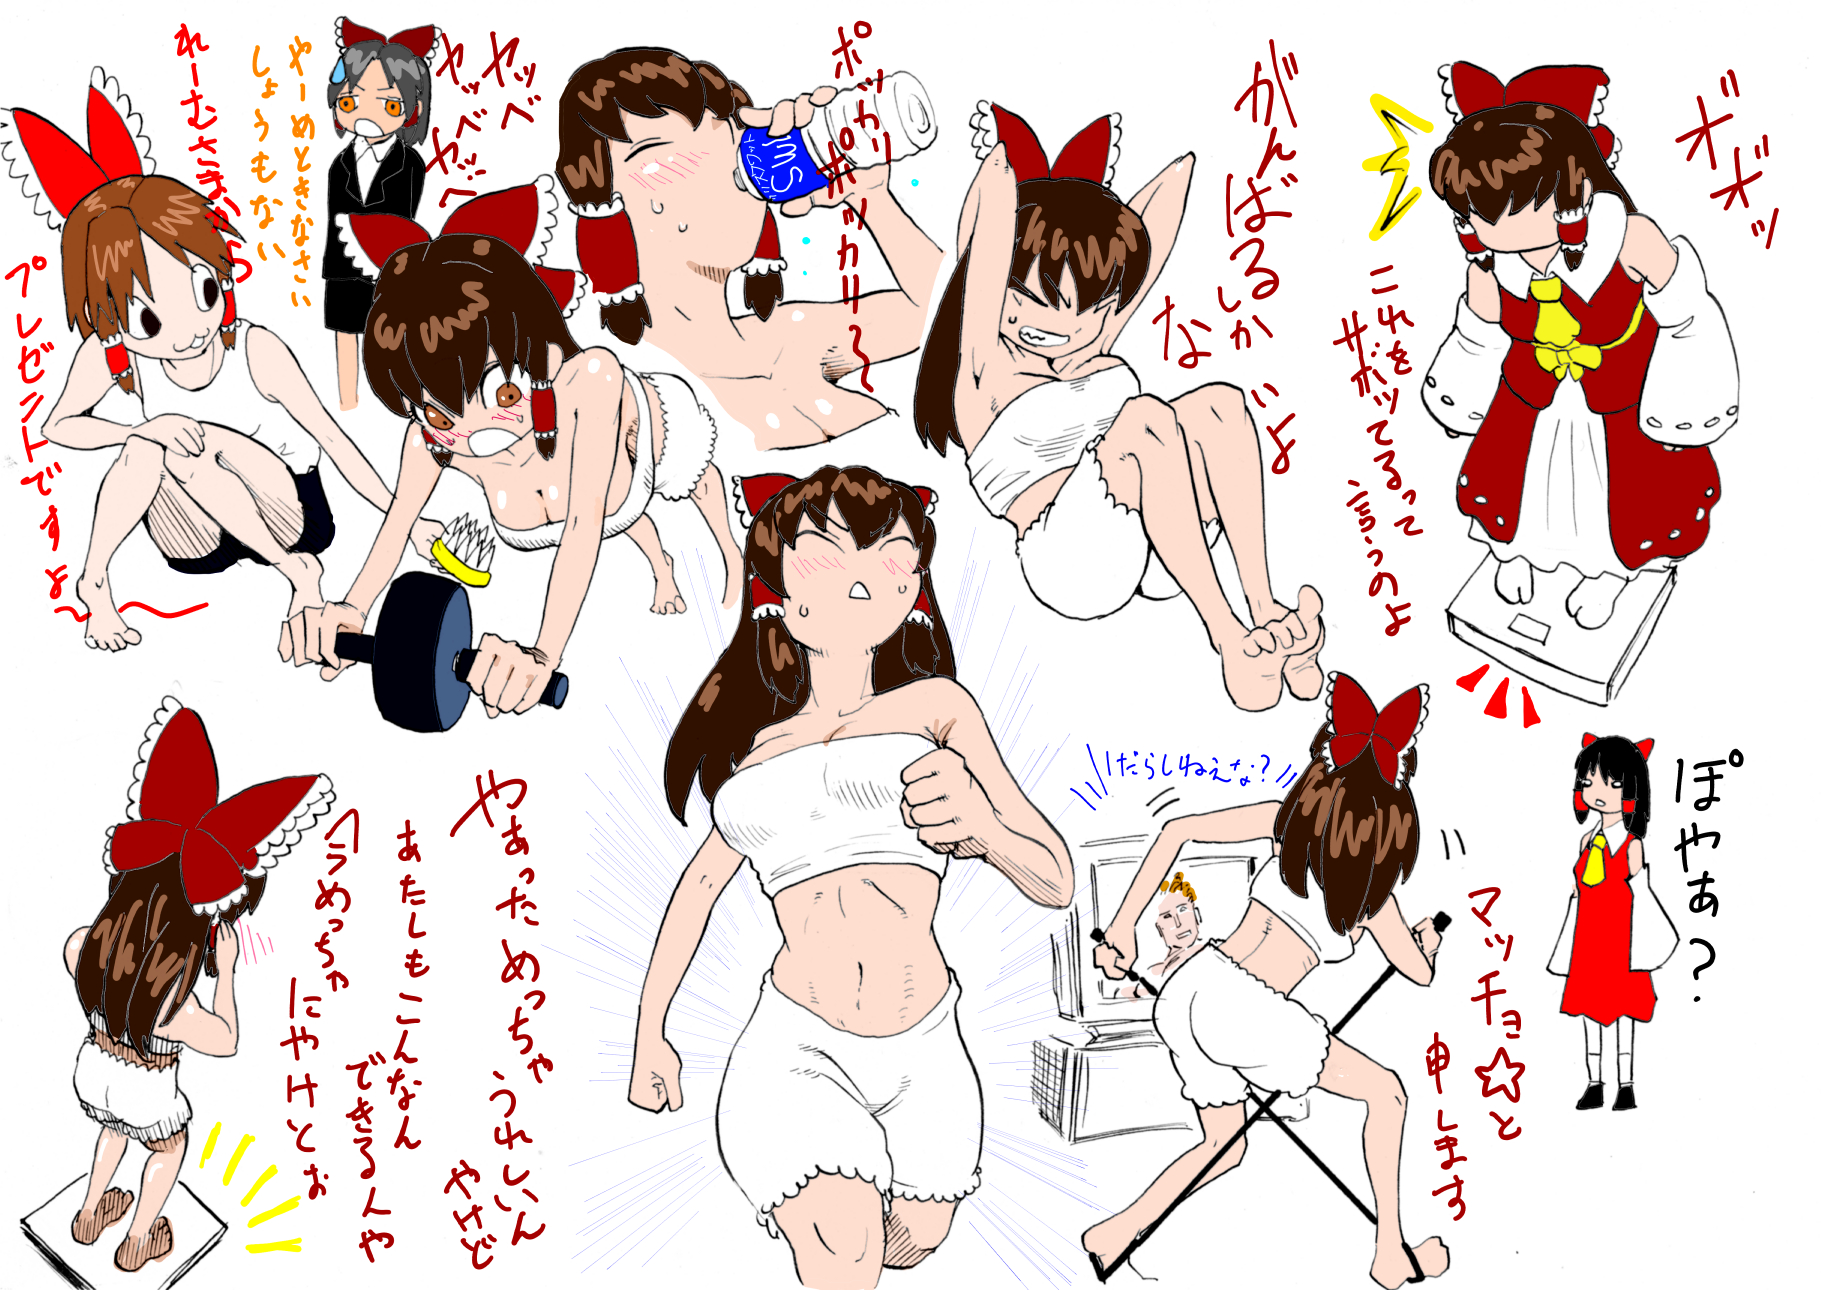 オオオッ
これを
サボッてるって
言うのよ
がんばるしか
ないよ
ポッカリ
ポッカリ〜
ヤッベ
ヤッベ
ヤッベ
やーめときなさい
しょうもない
れーむさまから
プレゼントですよ〜
ぽやぁ?
だらしねえな?
マッチョ☆と
申します
やぁっためっちゃ
うれしいん
やけど
あたしもこんなん
できるんや
うめっちゃ
にやけとぉ